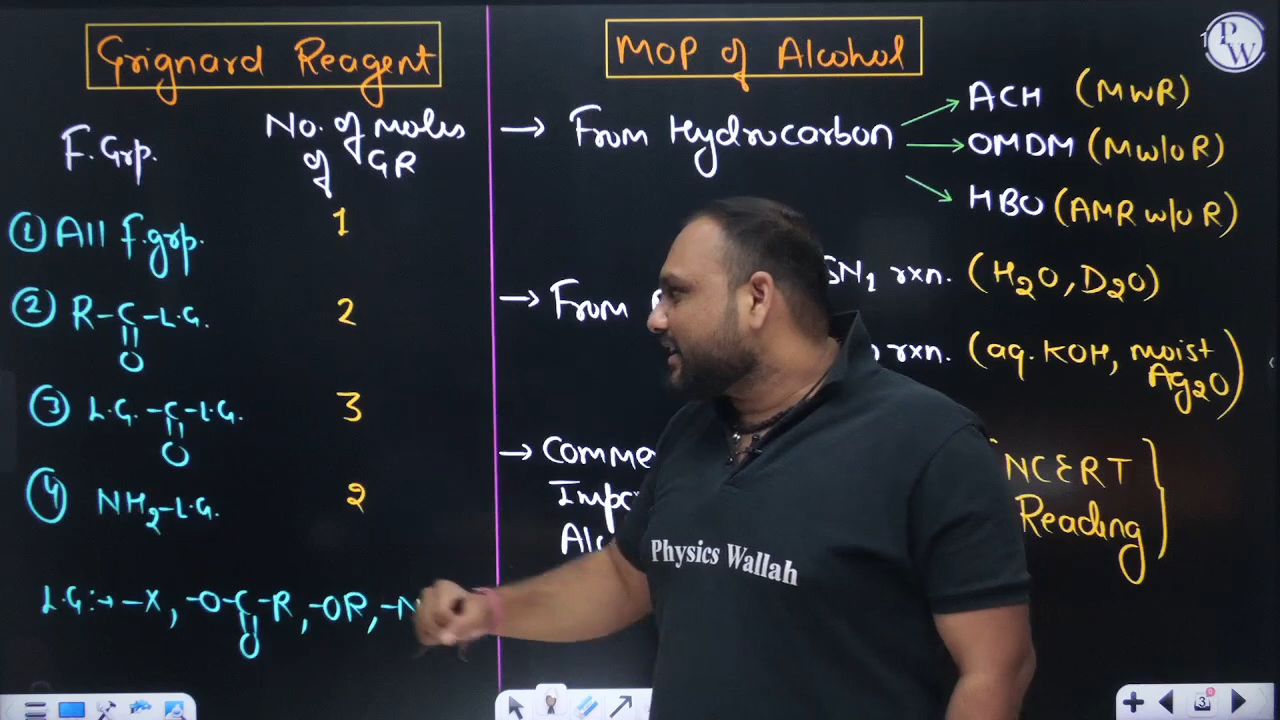 Grignard Reagent
F. Grp.
No. of moles
of GR
① All F.grp. 1
② R-C-L.G. 2
O
③ L.G.-C-L.G. 3
O
④ NH2-L.G. 2
L.G:→ -X, -O-C-R, -OR, -N
O
MOP of Alcohol
→ From Hydrocarbon
ACH (MWR)
OMDM (MW/OR)
HBO (AMR W/O R)
→ From
SN1 rxn. (H2O, D2O)
rxn. (aq. KOH, moist
Ag2O)
→ Comme
Impo
Alc
NCERT
Reading
PW
Physics Wallah